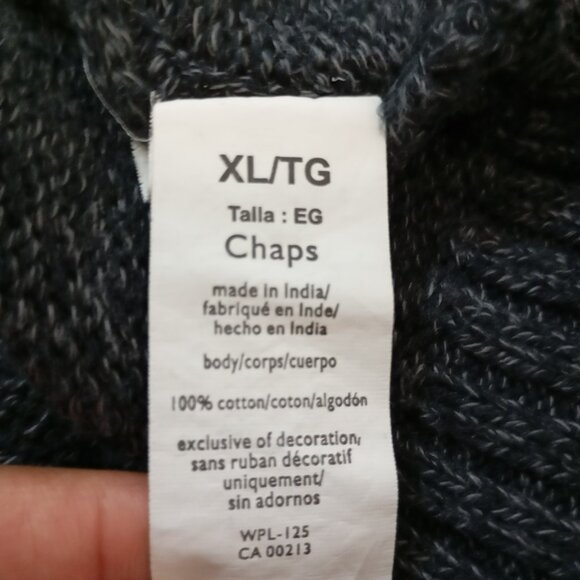 XL/TG
Talla : EG
Chaps
made in India/
fabriqué en Inde/
hecho en India
body/corps/cuerpo
100% cotton/coton/algodón
exclusive of decoration,
sans ruban décoratif
uniquement/
sin adornos
WPL-125
CA 00213